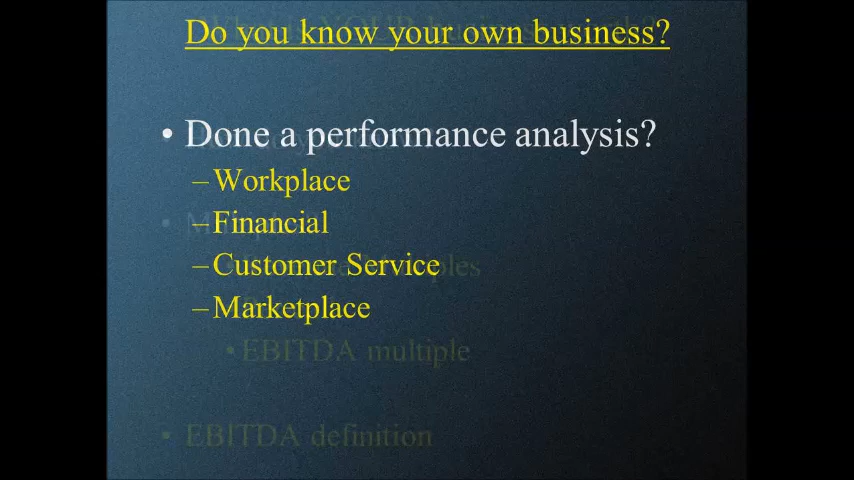 Do you know your own business?
• Done a performance analysis?
–Workplace
–Financial
–Customer Service
–Marketplace
• EBITDA multiple
• EBITDA definition